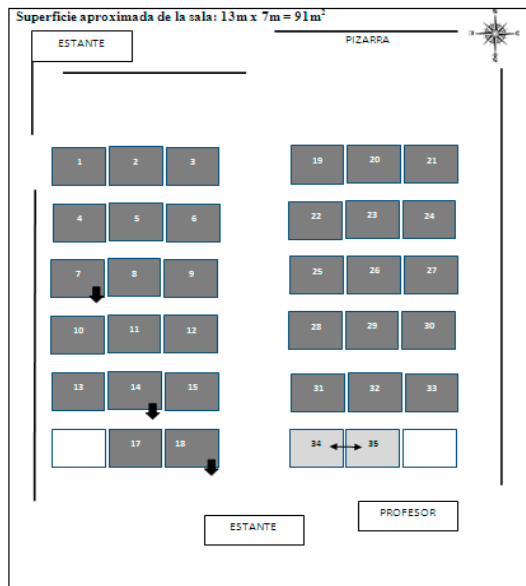 Superficie aproximada de la sala: 13m x 7m = 91m²
ESTANTE
PIZARRA
1 2 3 19 20 21
4 5 6 22 23 24
7 8 9 25 26 27
10 11 12 28 29 30
13 14 15 31 32 33
17 18 34 35
PROFESOR
ESTANTE